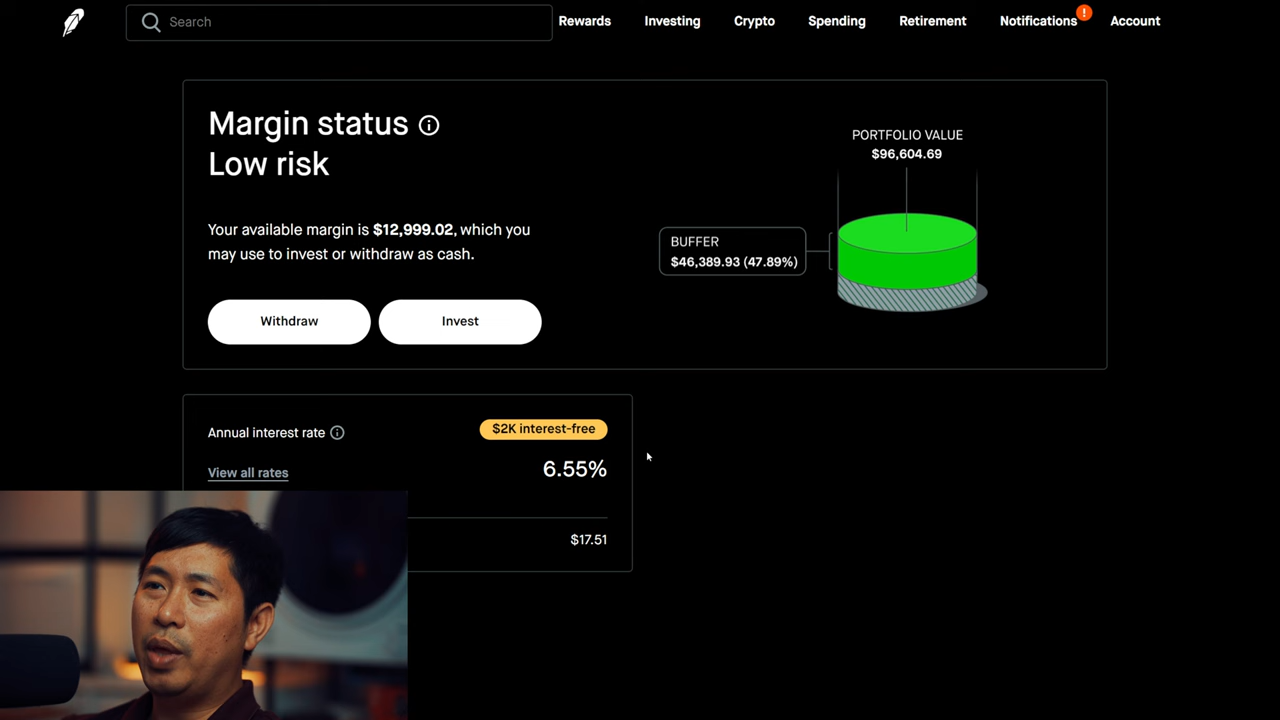 Search
Rewards
Investing
Crypto
Spending
Retirement
Notifications
!
Account
Margin status
Low risk
Your available margin is $12,999.02, which you
may use to invest or withdraw as cash.
Withdraw
Invest
PORTFOLIO VALUE
$96,604.69
BUFFER
$46,389.93 (47.89%)
Annual interest rate
$2K interest-free
View all rates
6.55%
$17.51